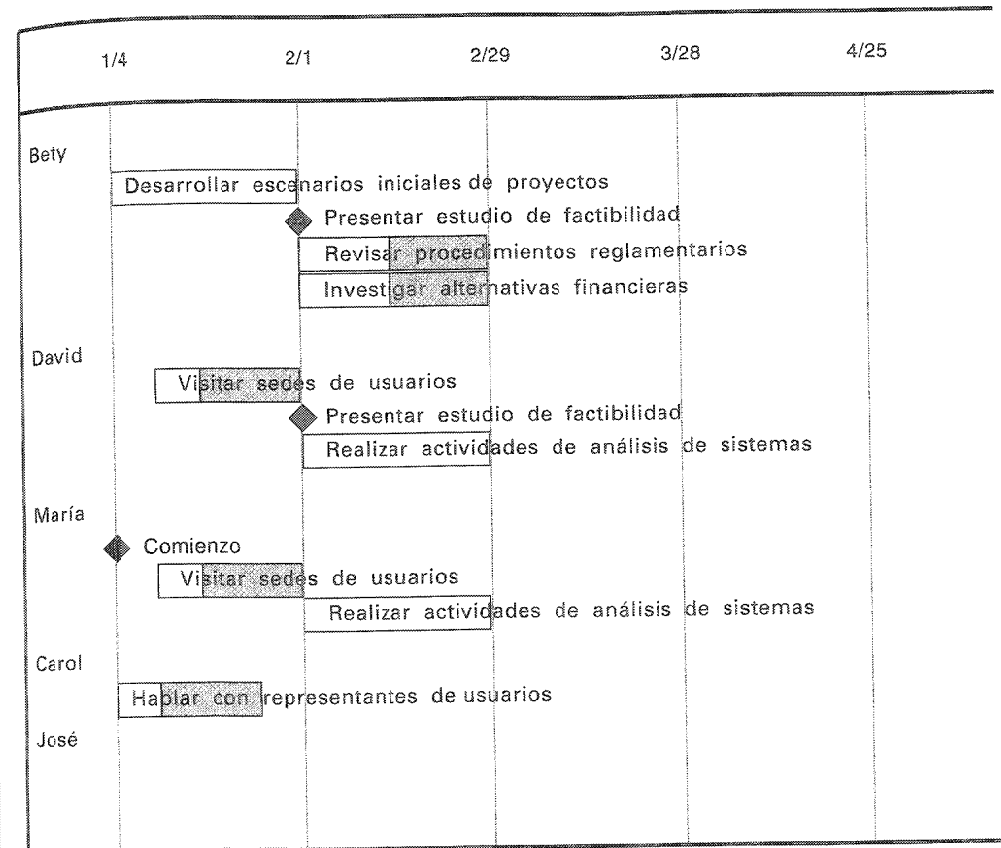 1/4 2/1 2/29 3/28 4/25
Bety
Desarrollar escenarios iniciales de proyectos
Presentar estudio de factibilidad
Revisar procedimientos reglamentarios
Investigar alternativas financieras
David
Visitar sedes de usuarios
Presentar estudio de factibilidad
Realizar actividades de análisis de sistemas
María
Comienzo
Visitar sedes de usuarios
Realizar actividades de análisis de sistemas
Carol
Hablar con representantes de usuarios
José